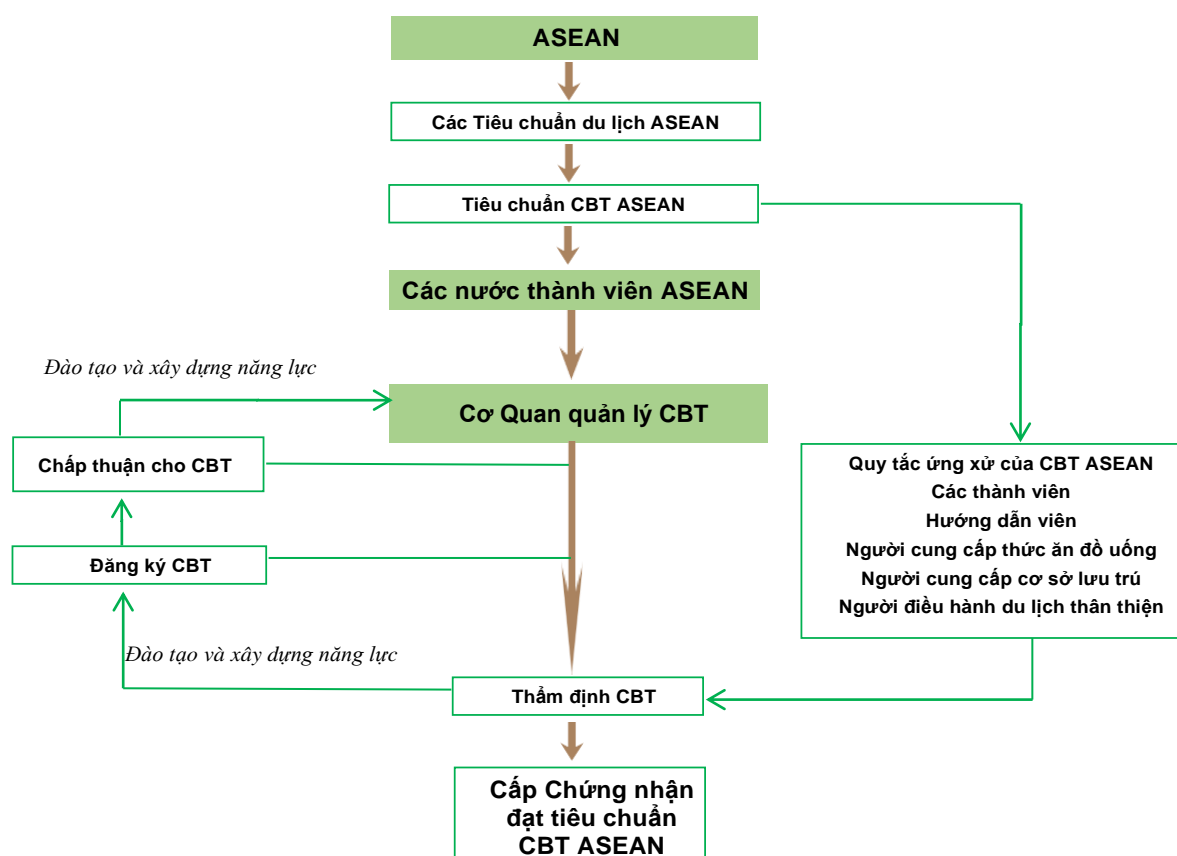 ASEAN
Các Tiêu chuẩn du lịch ASEAN
Tiêu chuẩn CBT ASEAN
Các nước thành viên ASEAN
Đào tạo và xây dựng năng lực
Cơ Quan quản lý CBT
Chấp thuận cho CBT
Quy tắc ứng xử của CBT ASEAN
Các thành viên
Hướng dẫn viên
Người cung cấp thức ăn đồ uống
Người cung cấp cơ sở lưu trú
Người điều hành du lịch thân thiện
Đăng ký CBT
Đào tạo và xây dựng năng lực
Thẩm định CBT
Cấp Chứng nhận
đạt tiêu chuẩn
CBT ASEAN